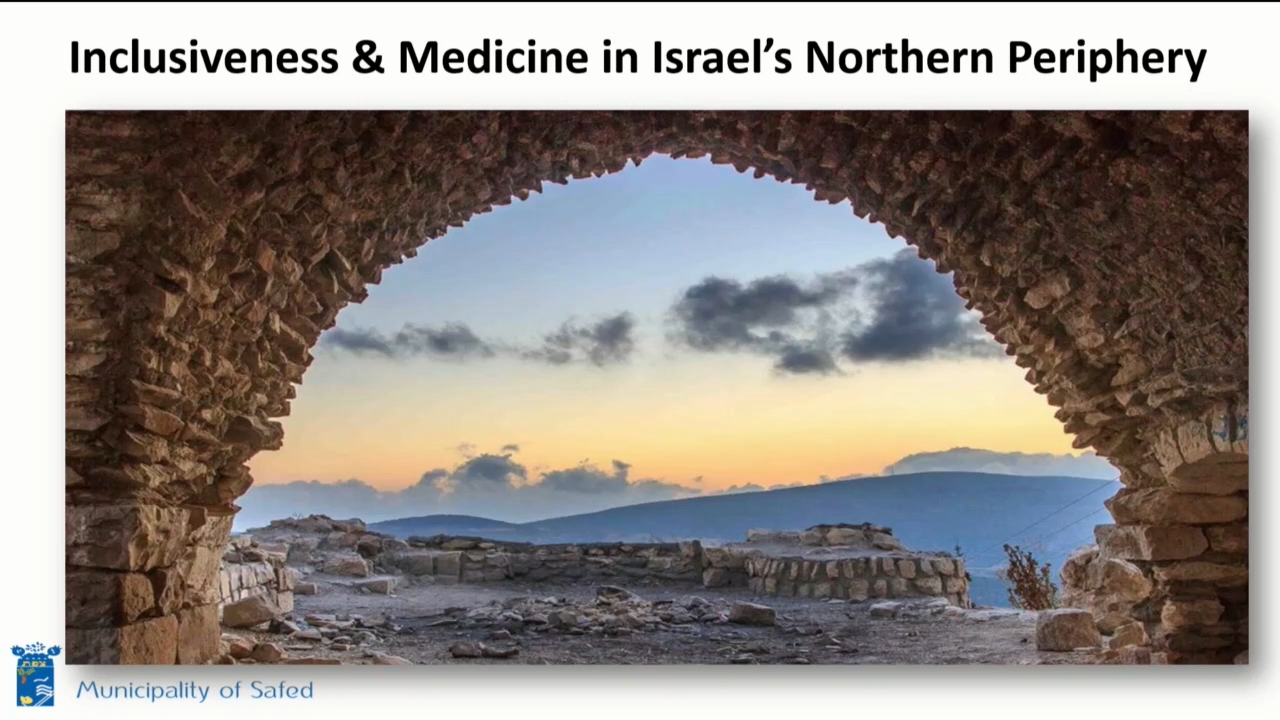 Inclusiveness & Medicine in Israel's Northern Periphery
Municipality of Safed